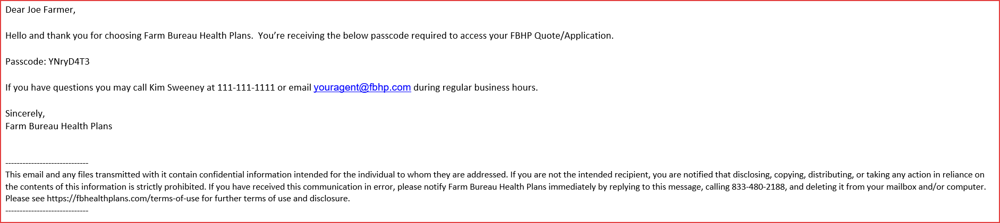 Dear Joe Farmer,
Hello and thank you for choosing Farm Bureau Health Plans.  You’re receiving the below passcode required to access your FBHP Quote/Application.
Passcode: YNryD4T3
If you have questions you may call Kim Sweeney at 111-111-1111 or email youragent@fbhp.com during regular business hours.
Sincerely,
Farm Bureau Health Plans
-----------------------------
This email and any files transmitted with it contain confidential information intended for the individual to whom they are addressed. If you are not the intended recipient, you are notified that disclosing, copying, distributing, or taking any action in reliance on
the contents of this information is strictly prohibited. If you have received this communication in error, please notify Farm Bureau Health Plans immediately by replying to this message, calling 833-480-2188, and deleting it from your mailbox and/or computer.
Please see https://fbhealthplans.com/terms-of-use for further terms of use and disclosure.
-----------------------------